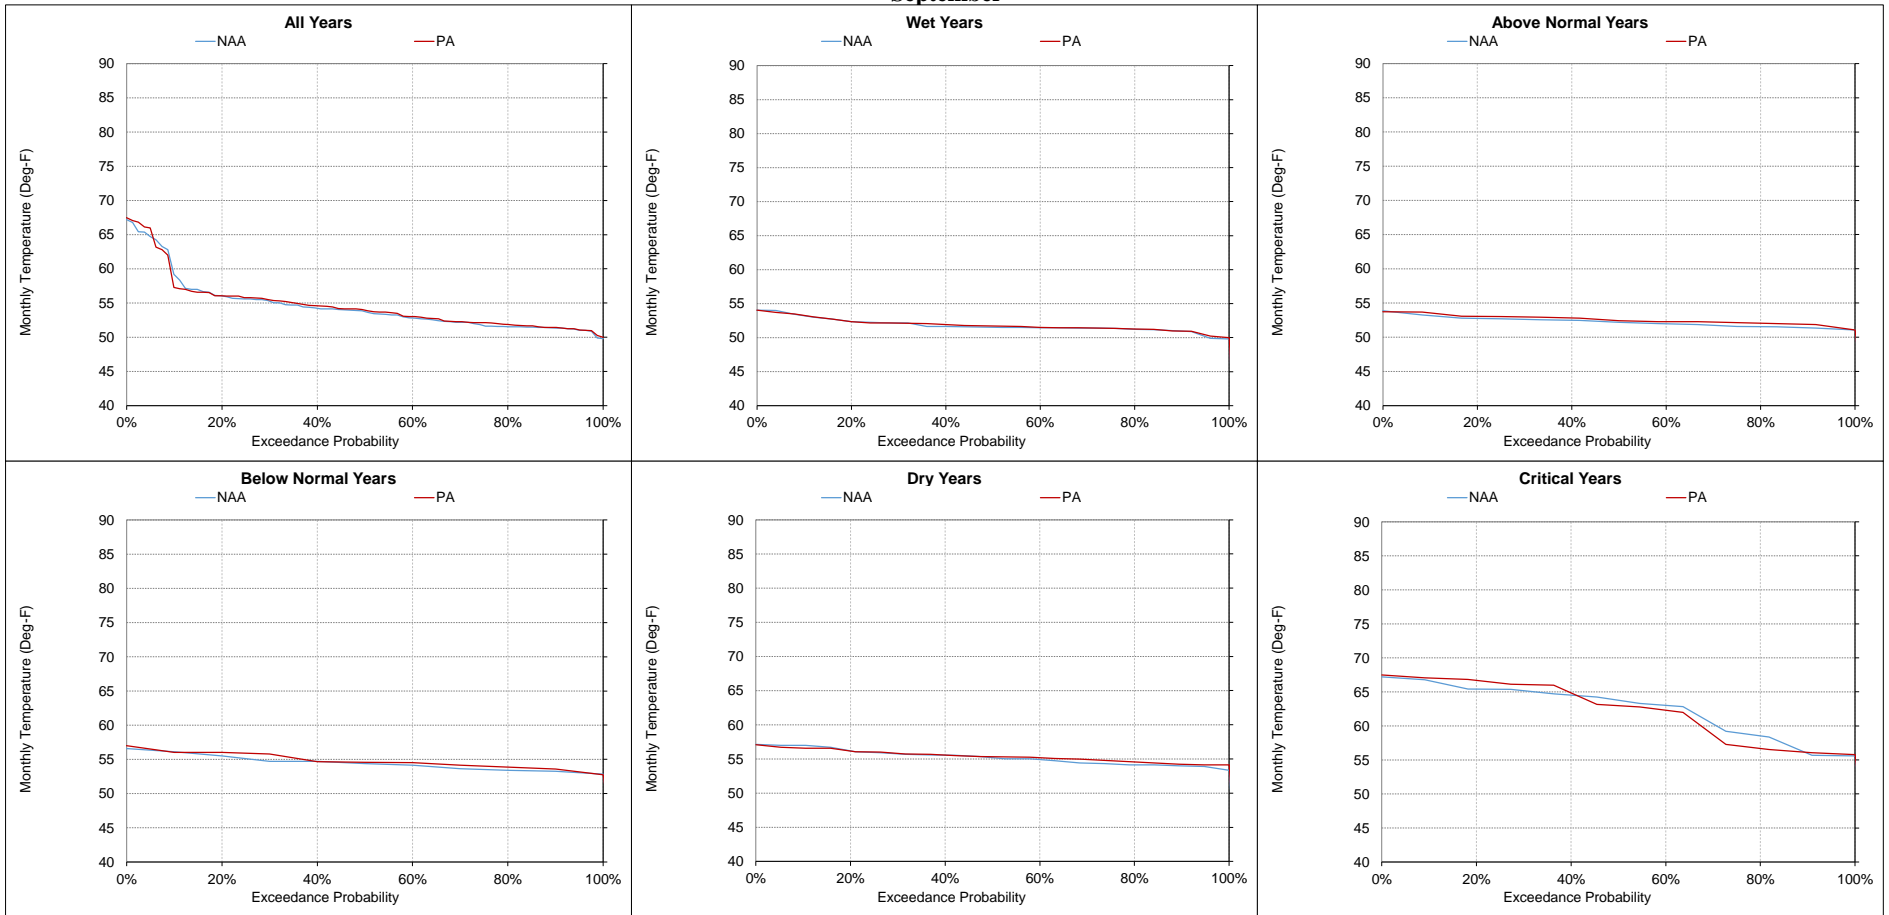 September
All Years
NAA PA
90
85
80
75
70
65
60
55
50
45
40
0% 20% 40% 60% 80% 100%
Monthly Temperature (Deg-F)
Exceedance Probability
Wet Years
NAA PA
90
85
80
75
70
65
60
55
50
45
40
0% 20% 40% 60% 80% 100%
Monthly Temperature (Deg-F)
Exceedance Probability
Above Normal Years
NAA PA
90
85
80
75
70
65
60
55
50
45
40
0% 20% 40% 60% 80% 100%
Monthly Temperature (Deg-F)
Exceedance Probability
Below Normal Years
NAA PA
90
85
80
75
70
65
60
55
50
45
40
0% 20% 40% 60% 80% 100%
Monthly Temperature (Deg-F)
Exceedance Probability
Dry Years
NAA PA
90
85
80
75
70
65
60
55
50
45
40
0% 20% 40% 60% 80% 100%
Monthly Temperature (Deg-F)
Exceedance Probability
Critical Years
NAA PA
90
85
80
75
70
65
60
55
50
45
40
0% 20% 40% 60% 80% 100%
Monthly Temperature (Deg-F)
Exceedance Probability